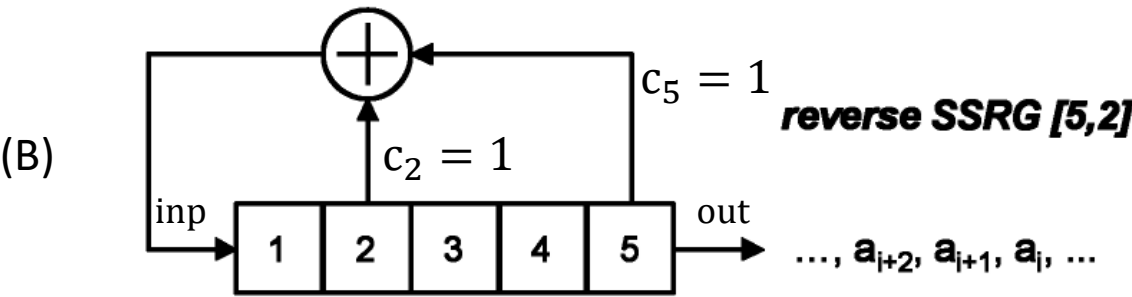 c₅ = 1
reverse SSRG [5,2]
(B)
c₂ = 1
inp
1 2 3 4 5
out
..., aᵢ₊₂, aᵢ₊₁, aᵢ, ...